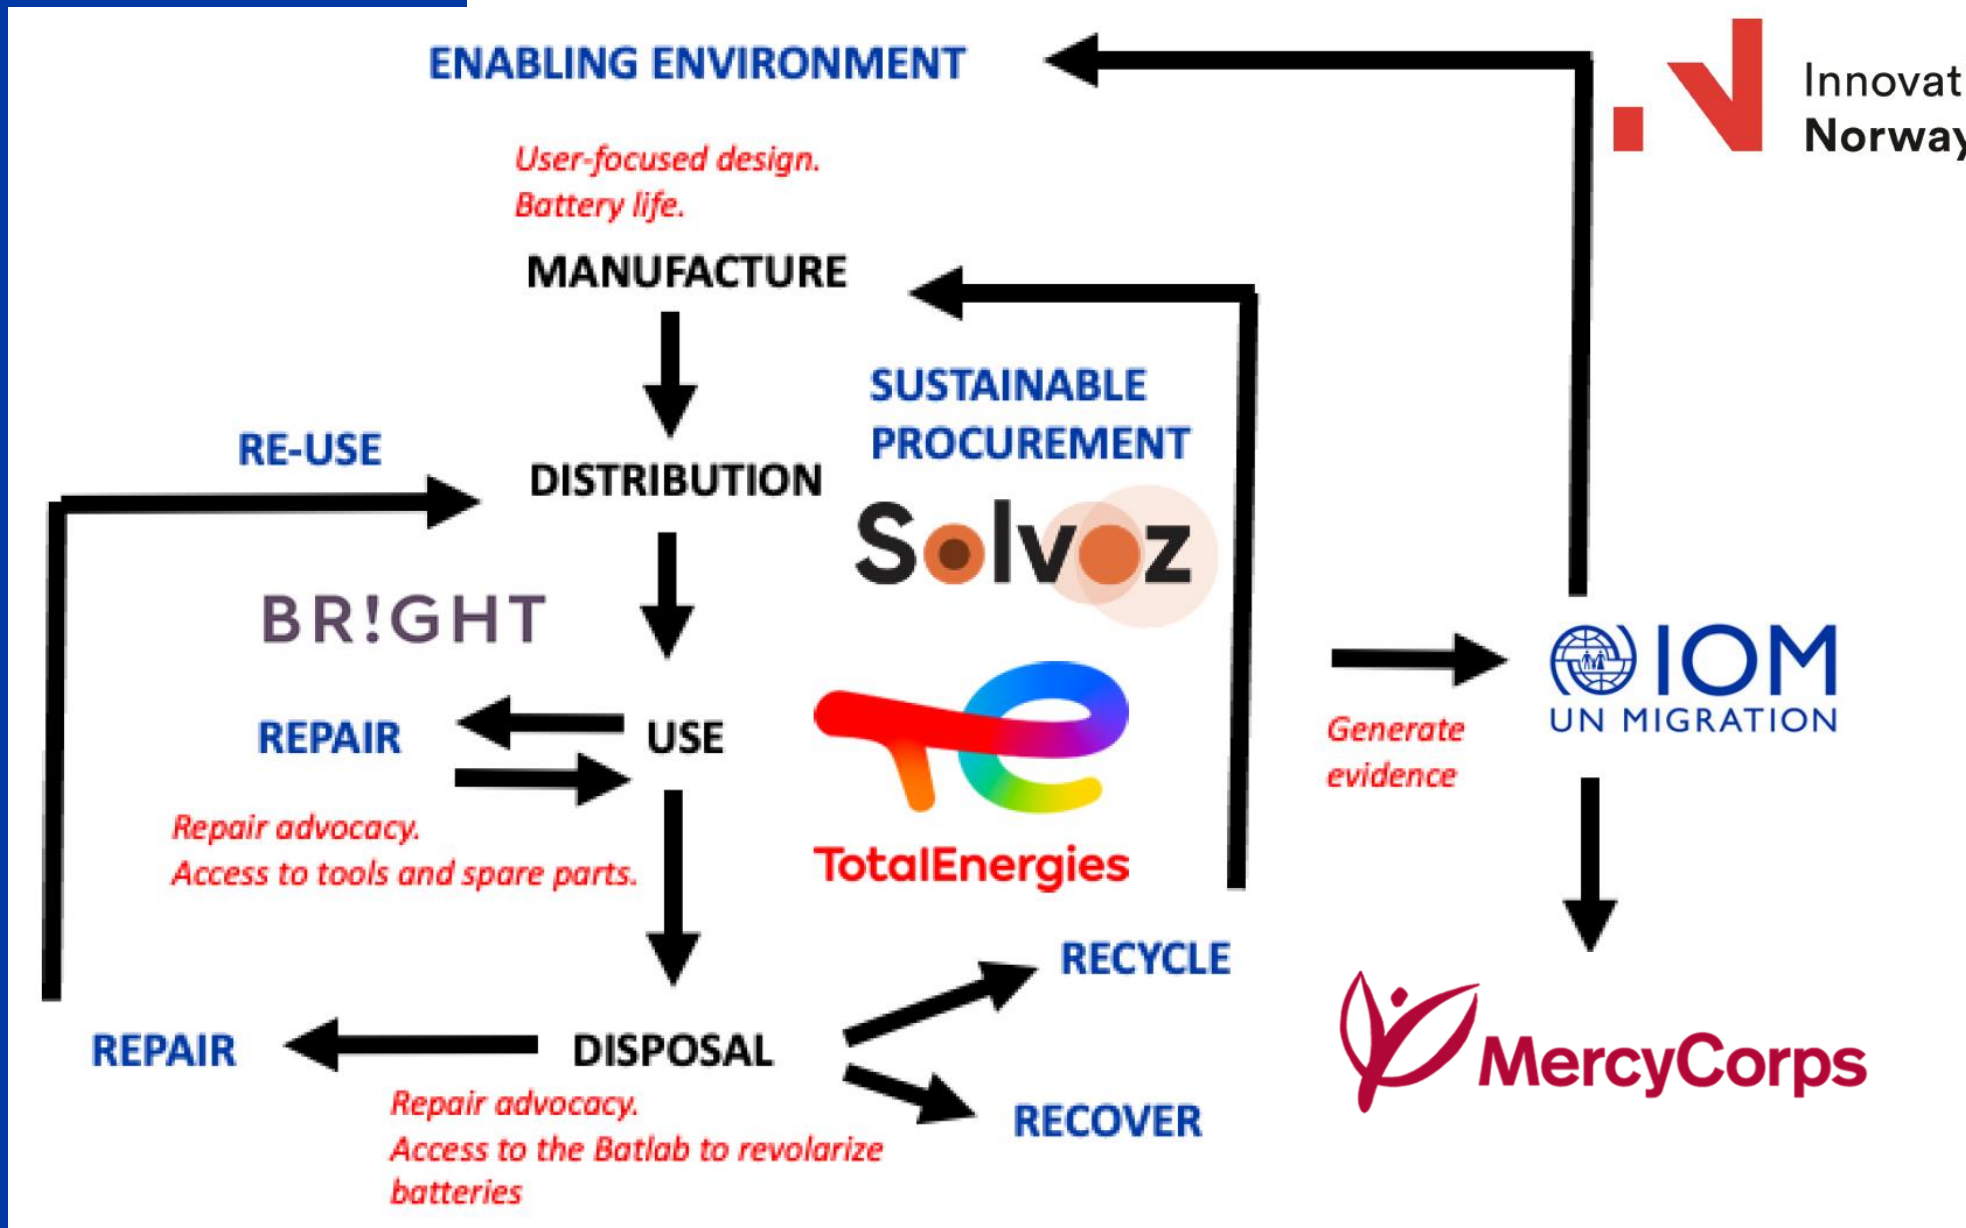 ENABLING ENVIRONMENT
Innovat
Norway
User-focused design.
Battery life.
MANUFACTURE
SUSTAINABLE
PROCUREMENT
RE-USE
DISTRIBUTION
Solvoz
BR!GHT
IOM
UN MIGRATION
REPAIR
USE
Generate
evidence
Repair advocacy.
Access to tools and spare parts.
TotalEnergies
RECYCLE
REPAIR
DISPOSAL
MercyCorps
RECOVER
Repair advocacy.
Access to the Batlab to revolarize
batteries